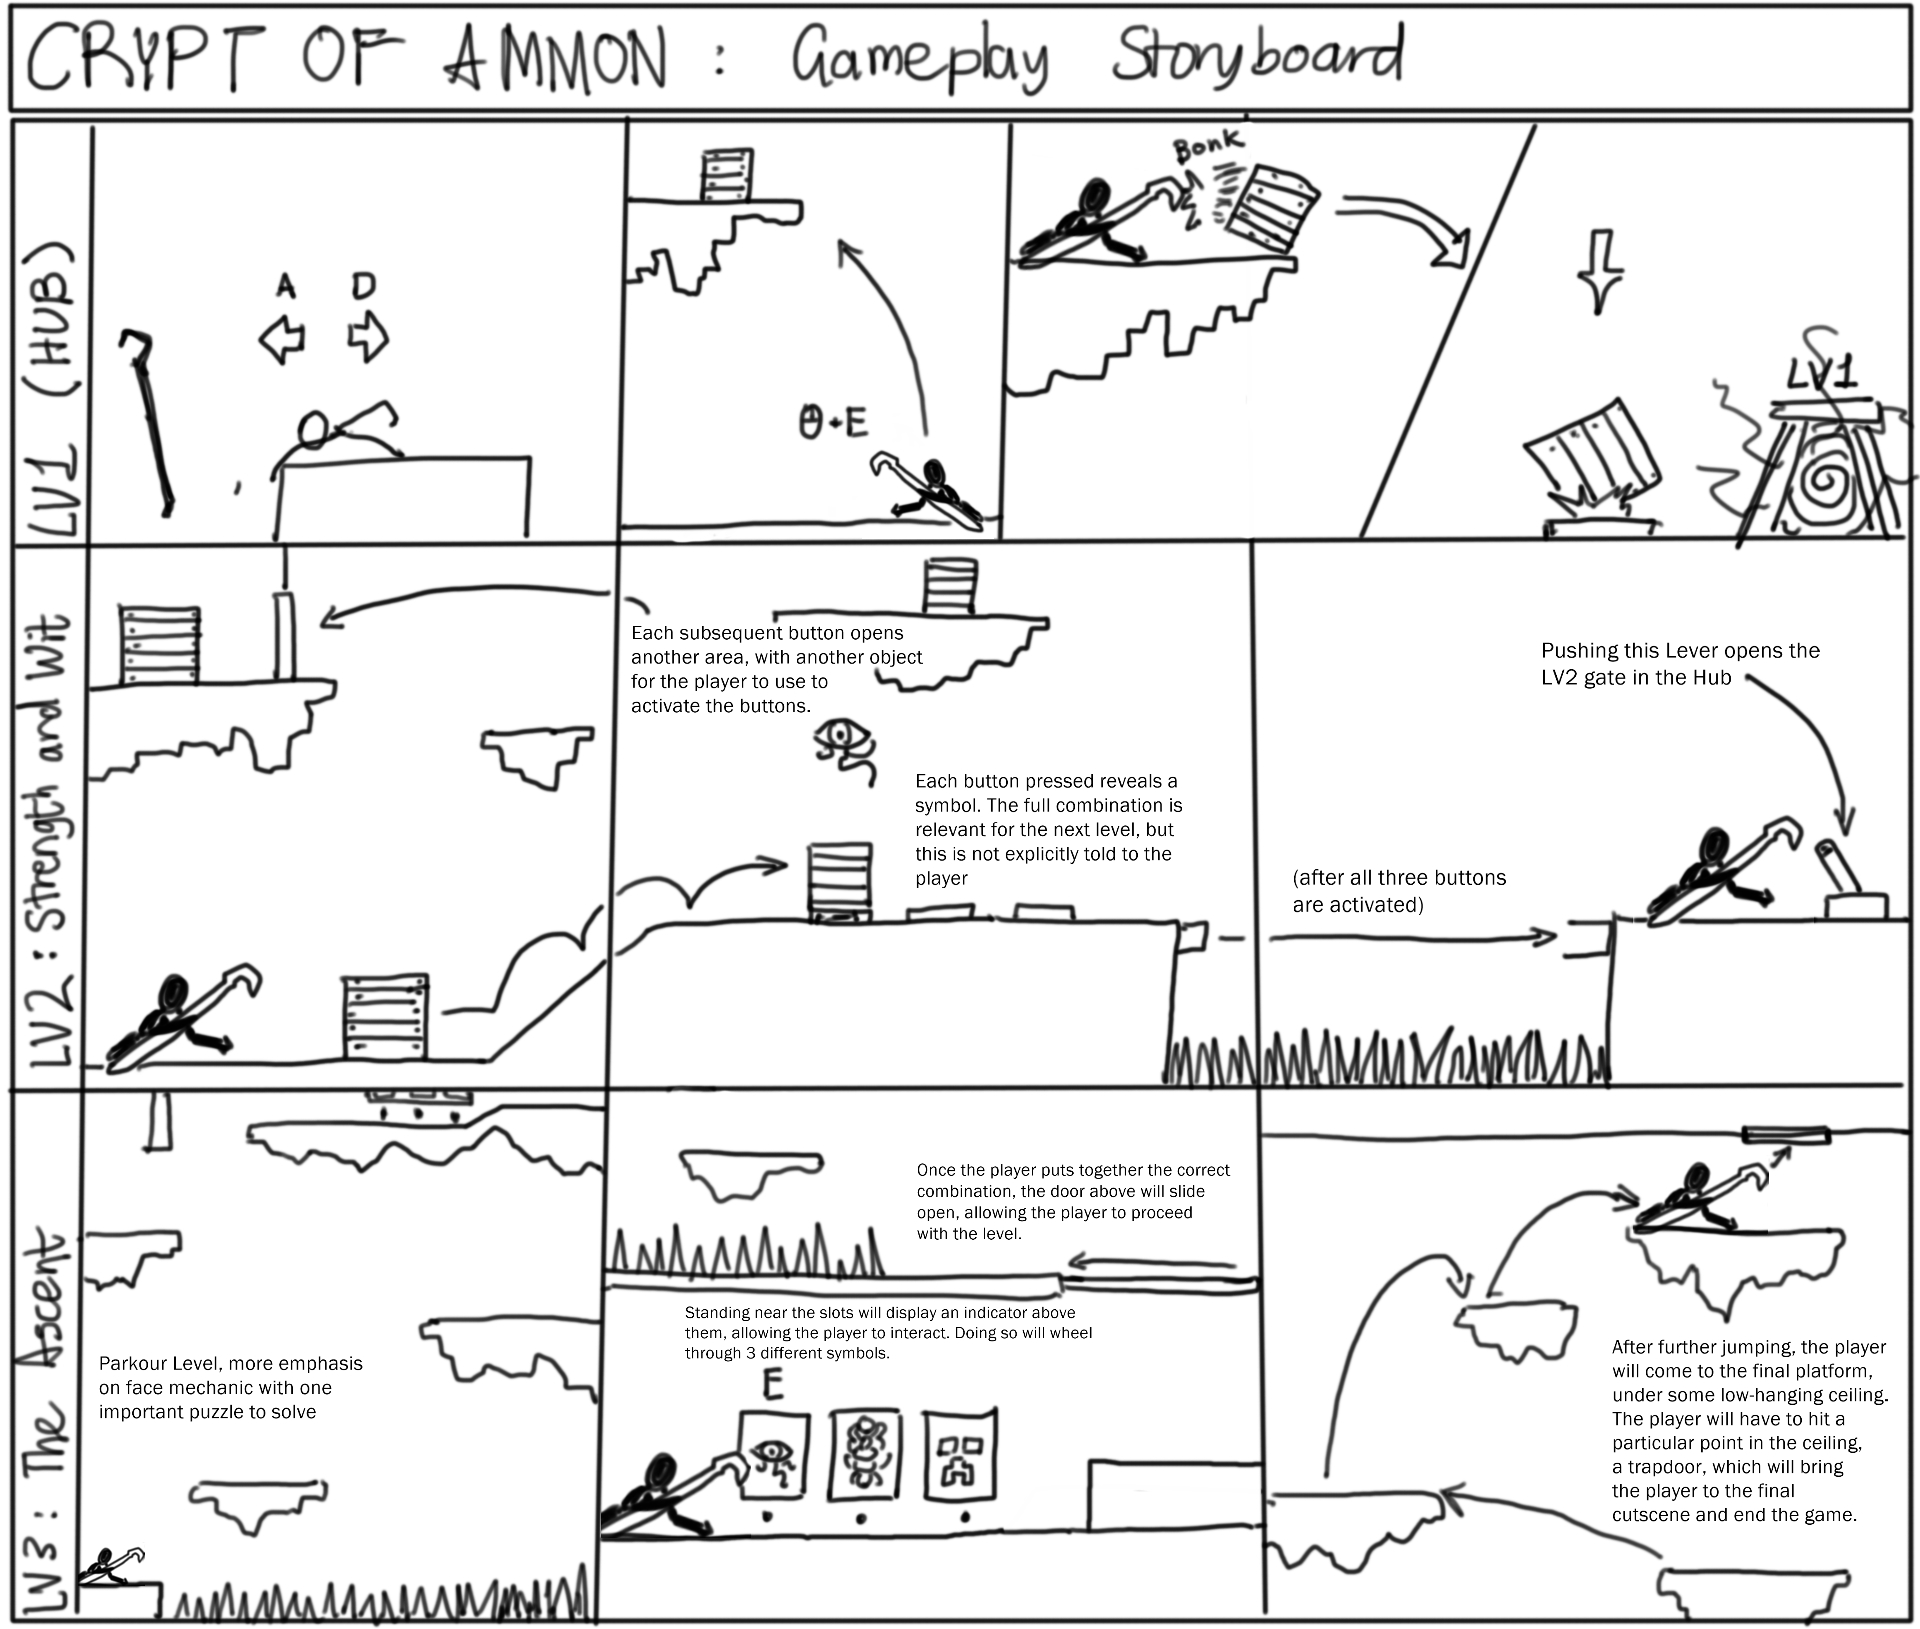 CRYPT OF AMMON : Gameplay Storyboard
LV1 (HUB)
A D
θ + E
Bonk
LV1
LV2 : Strength and Wit
Each subsequent button opens
another area, with another object
for the player to use to
activate the buttons.
Each button pressed reveals a
symbol. The full combination is
relevant for the next level, but
this is not explicitly told to the
player
(after all three buttons
are activated)
Pushing this Lever opens the
LV2 gate in the Hub
LV3 : The Ascent
Parkour Level, more emphasis
on face mechanic with one
important puzzle to solve
Once the player puts together the correct
combination, the door above will slide
open, allowing the player to proceed
with the level.
Standing near the slots will display an indicator above
them, allowing the player to interact. Doing so will wheel
through 3 different symbols.
E
After further jumping, the player
will come to the final platform,
under some low-hanging ceiling.
The player will have to hit a
particular point in the ceiling,
a trapdoor, which will bring
the player to the final
cutscene and end the game.